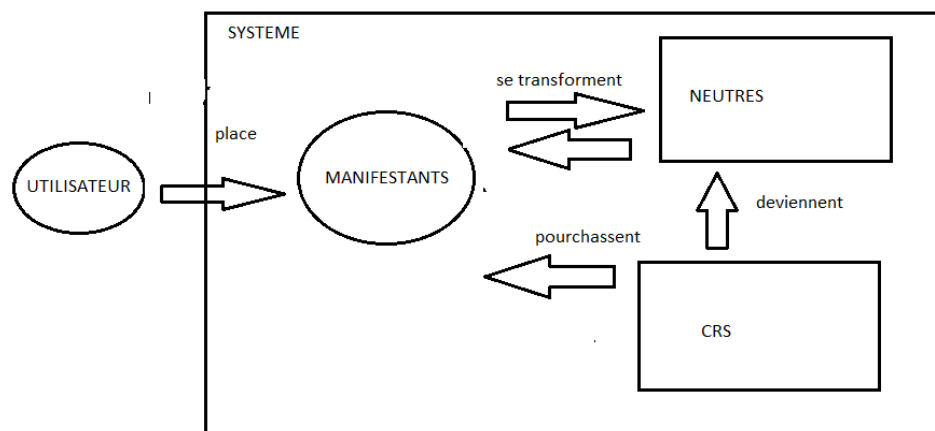 SYSTEME
se transforment
NEUTRES
place
UTILISATEUR
MANIFESTANTS
deviennent
pourchassent
CRS